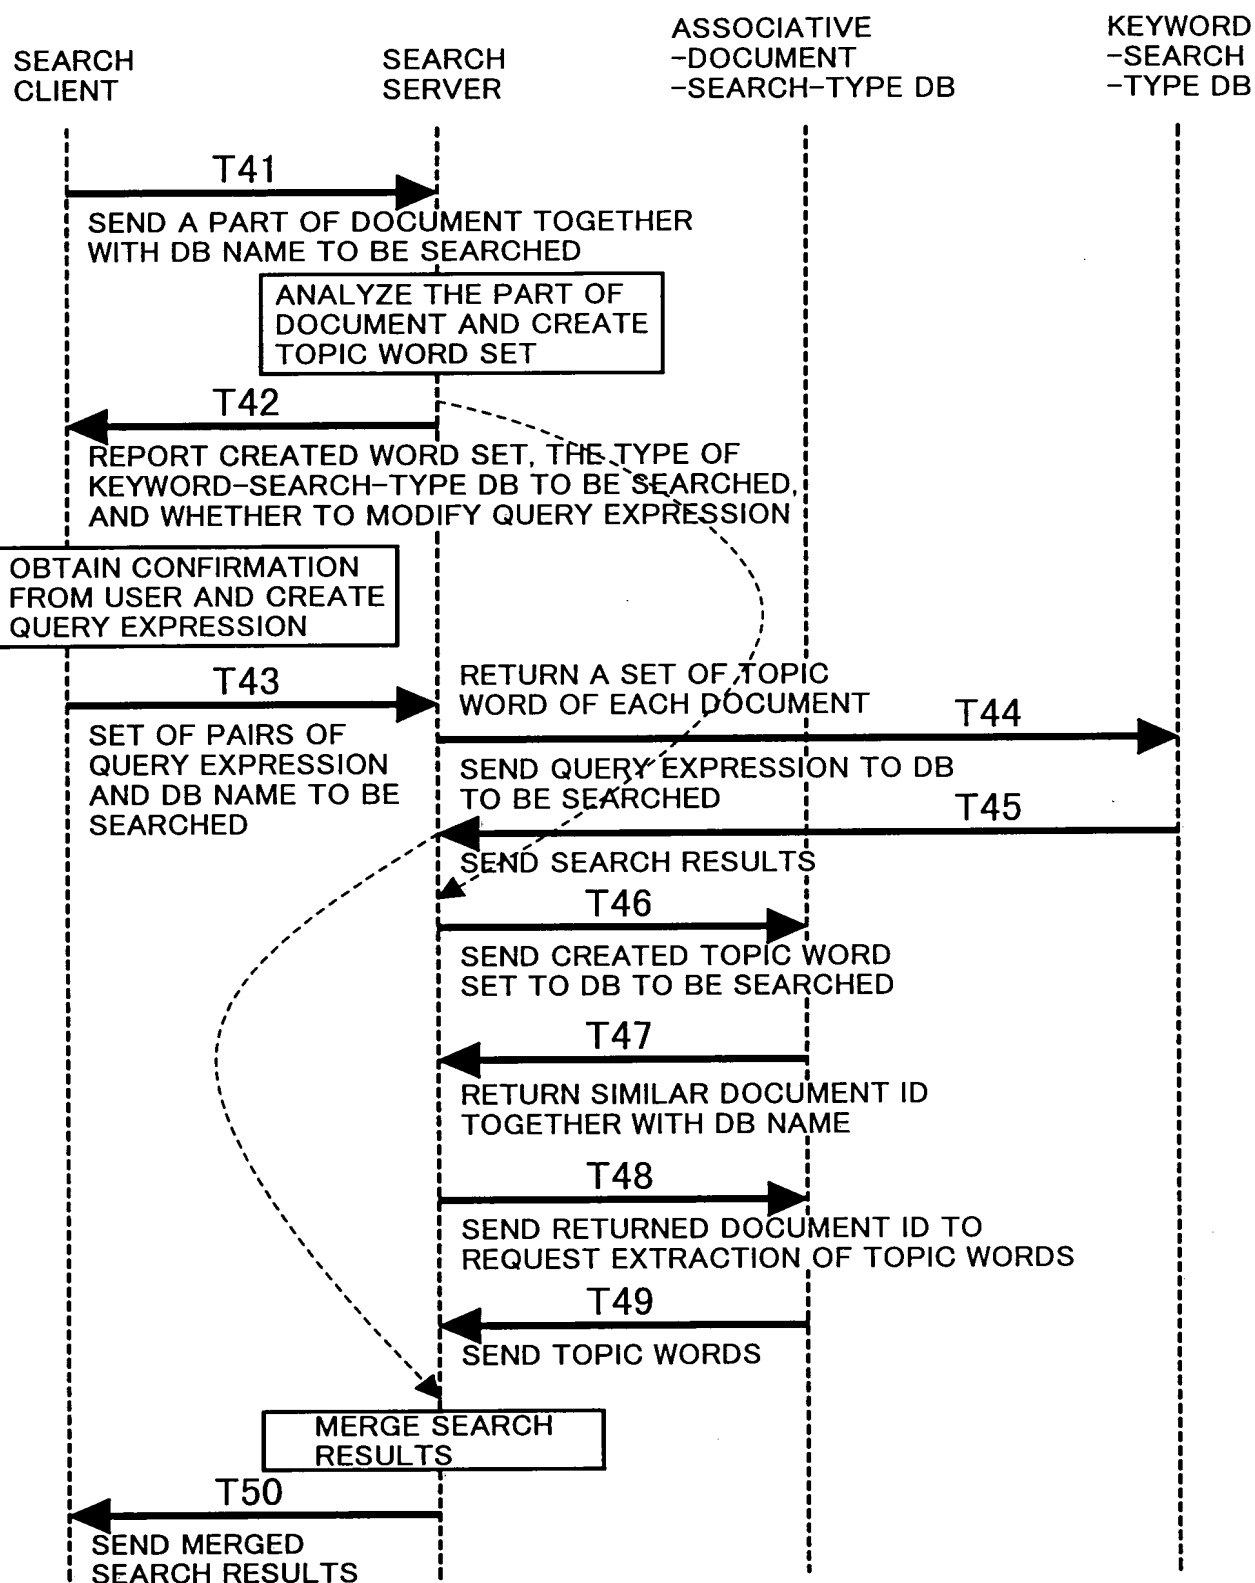 SEARCH
CLIENT
SEARCH
SERVER
ASSOCIATIVE
-DOCUMENT
-SEARCH-TYPE DB
KEYWORD
-SEARCH
-TYPE DB
T41
SEND A PART OF DOCUMENT TOGETHER
WITH DB NAME TO BE SEARCHED
ANALYZE THE PART OF
DOCUMENT AND CREATE
TOPIC WORD SET
T42
REPORT CREATED WORD SET, THE TYPE OF
KEYWORD-SEARCH-TYPE DB TO BE SEARCHED,
AND WHETHER TO MODIFY QUERY EXPRESSION
OBTAIN CONFIRMATION
FROM USER AND CREATE
QUERY EXPRESSION
T43
SET OF PAIRS OF
QUERY EXPRESSION
AND DB NAME TO BE
SEARCHED
RETURN A SET OF TOPIC
WORD OF EACH DOCUMENT
T44
SEND QUERY EXPRESSION TO DB
TO BE SEARCHED
T45
SEND SEARCH RESULTS
T46
SEND CREATED TOPIC WORD
SET TO DB TO BE SEARCHED
T47
RETURN SIMILAR DOCUMENT ID
TOGETHER WITH DB NAME
T48
SEND RETURNED DOCUMENT ID TO
REQUEST EXTRACTION OF TOPIC WORDS
T49
SEND TOPIC WORDS
MERGE SEARCH
RESULTS
T50
SEND MERGED
SEARCH RESULTS